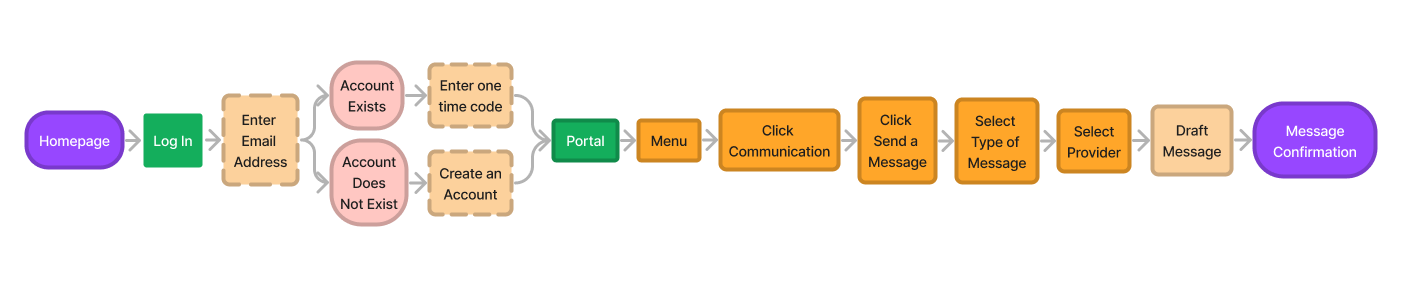 Homepage
Log In
Enter
Email
Address
Account
Exists
Enter one
time code
Account
Does
Not Exist
Create an
Account
Portal
Menu
Click
Communication
Click
Send a
Message
Select
Type of
Message
Select
Provider
Draft
Message
Message
Confirmation